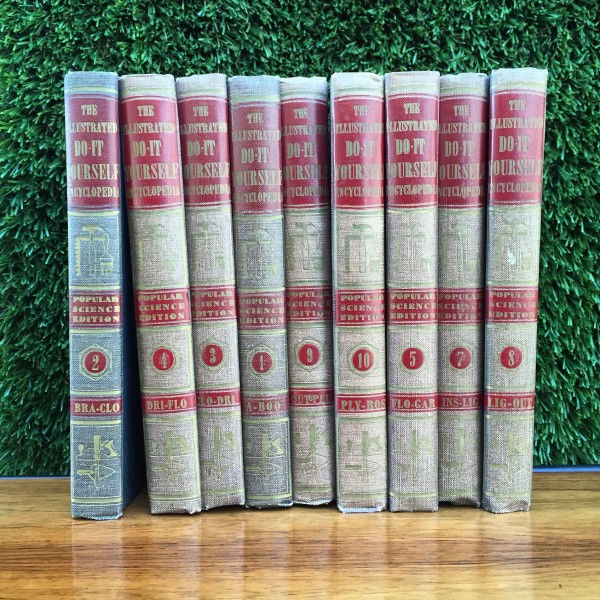 THE
ILLUSTRATED
DO-IT
YOURSELF
ENCYCLOPEDIA
POPULAR
SCIENCE
EDITION
2
BRA-CLO
THE
ILLUSTRATED
DO-IT
YOURSELF
ENCYCLOPEDIA
POPULAR
SCIENCE
EDITION
4
DRI-FLO
THE
ILLUSTRATED
DO-IT
YOURSELF
ENCYCLOPEDIA
POPULAR
SCIENCE
EDITION
3
CLO-DRI
THE
ILLUSTRATED
DO-IT
YOURSELF
ENCYCLOPEDIA
POPULAR
SCIENCE
EDITION
1
A-BOO
THE
ILLUSTRATED
DO-IT
YOURSELF
ENCYCLOPEDIA
POPULAR
SCIENCE
EDITION
9
THE
ILLUSTRATED
DO-IT
YOURSELF
ENCYCLOPEDIA
POPULAR
SCIENCE
EDITION
10
PLY-ROS
THE
ILLUSTRATED
DO-IT
YOURSELF
ENCYCLOPEDIA
POPULAR
SCIENCE
EDITION
5
FLO-GAR
THE
ILLUSTRATED
DO-IT
YOURSELF
ENCYCLOPEDIA
POPULAR
SCIENCE
EDITION
7
INS-LIG
THE
ILLUSTRATED
DO-IT
YOURSELF
ENCYCLOPEDIA
POPULAR
SCIENCE
EDITION
8
LIG-OUT